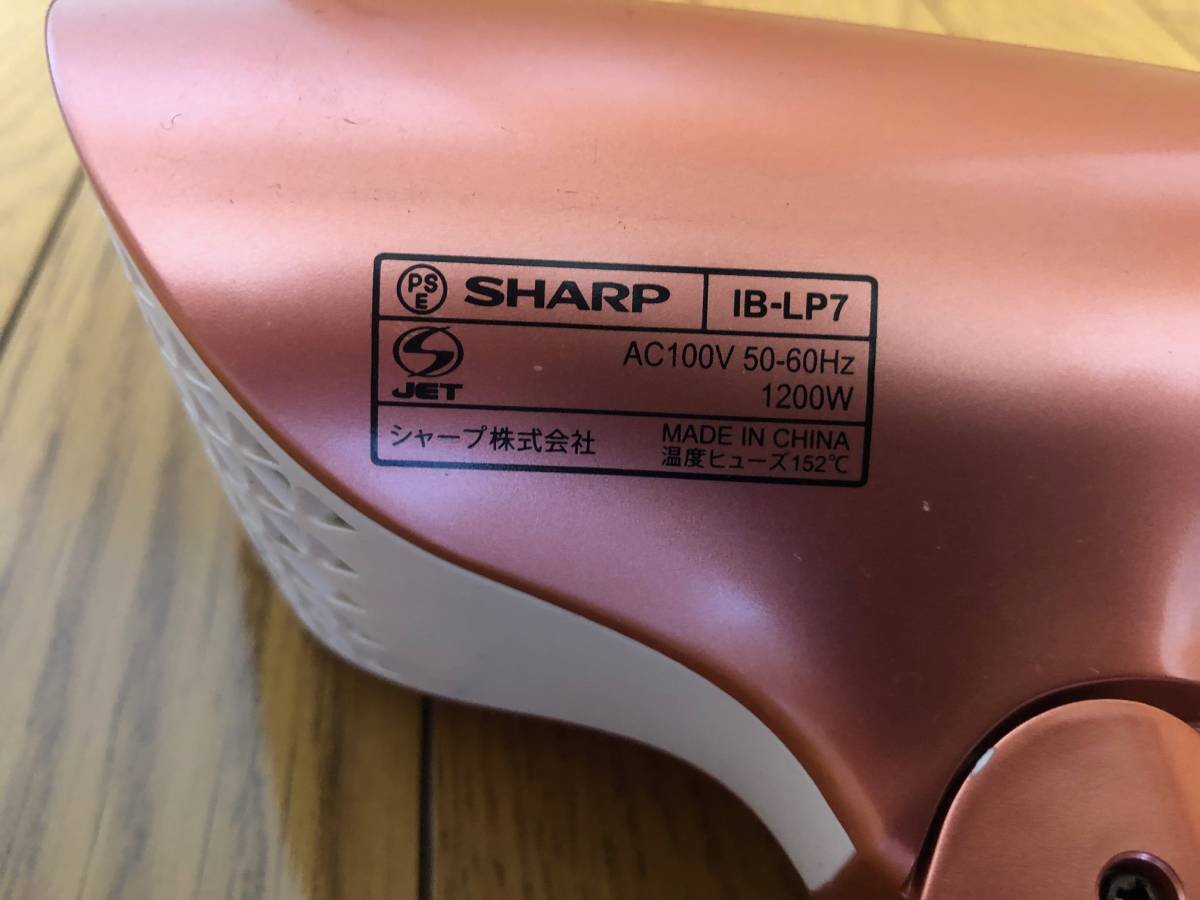 PSE SHARP IB-LP7
JET
AC100V 50-60Hz
1200W
シャープ株式会社
MADE IN CHINA
温度ヒューズ152℃